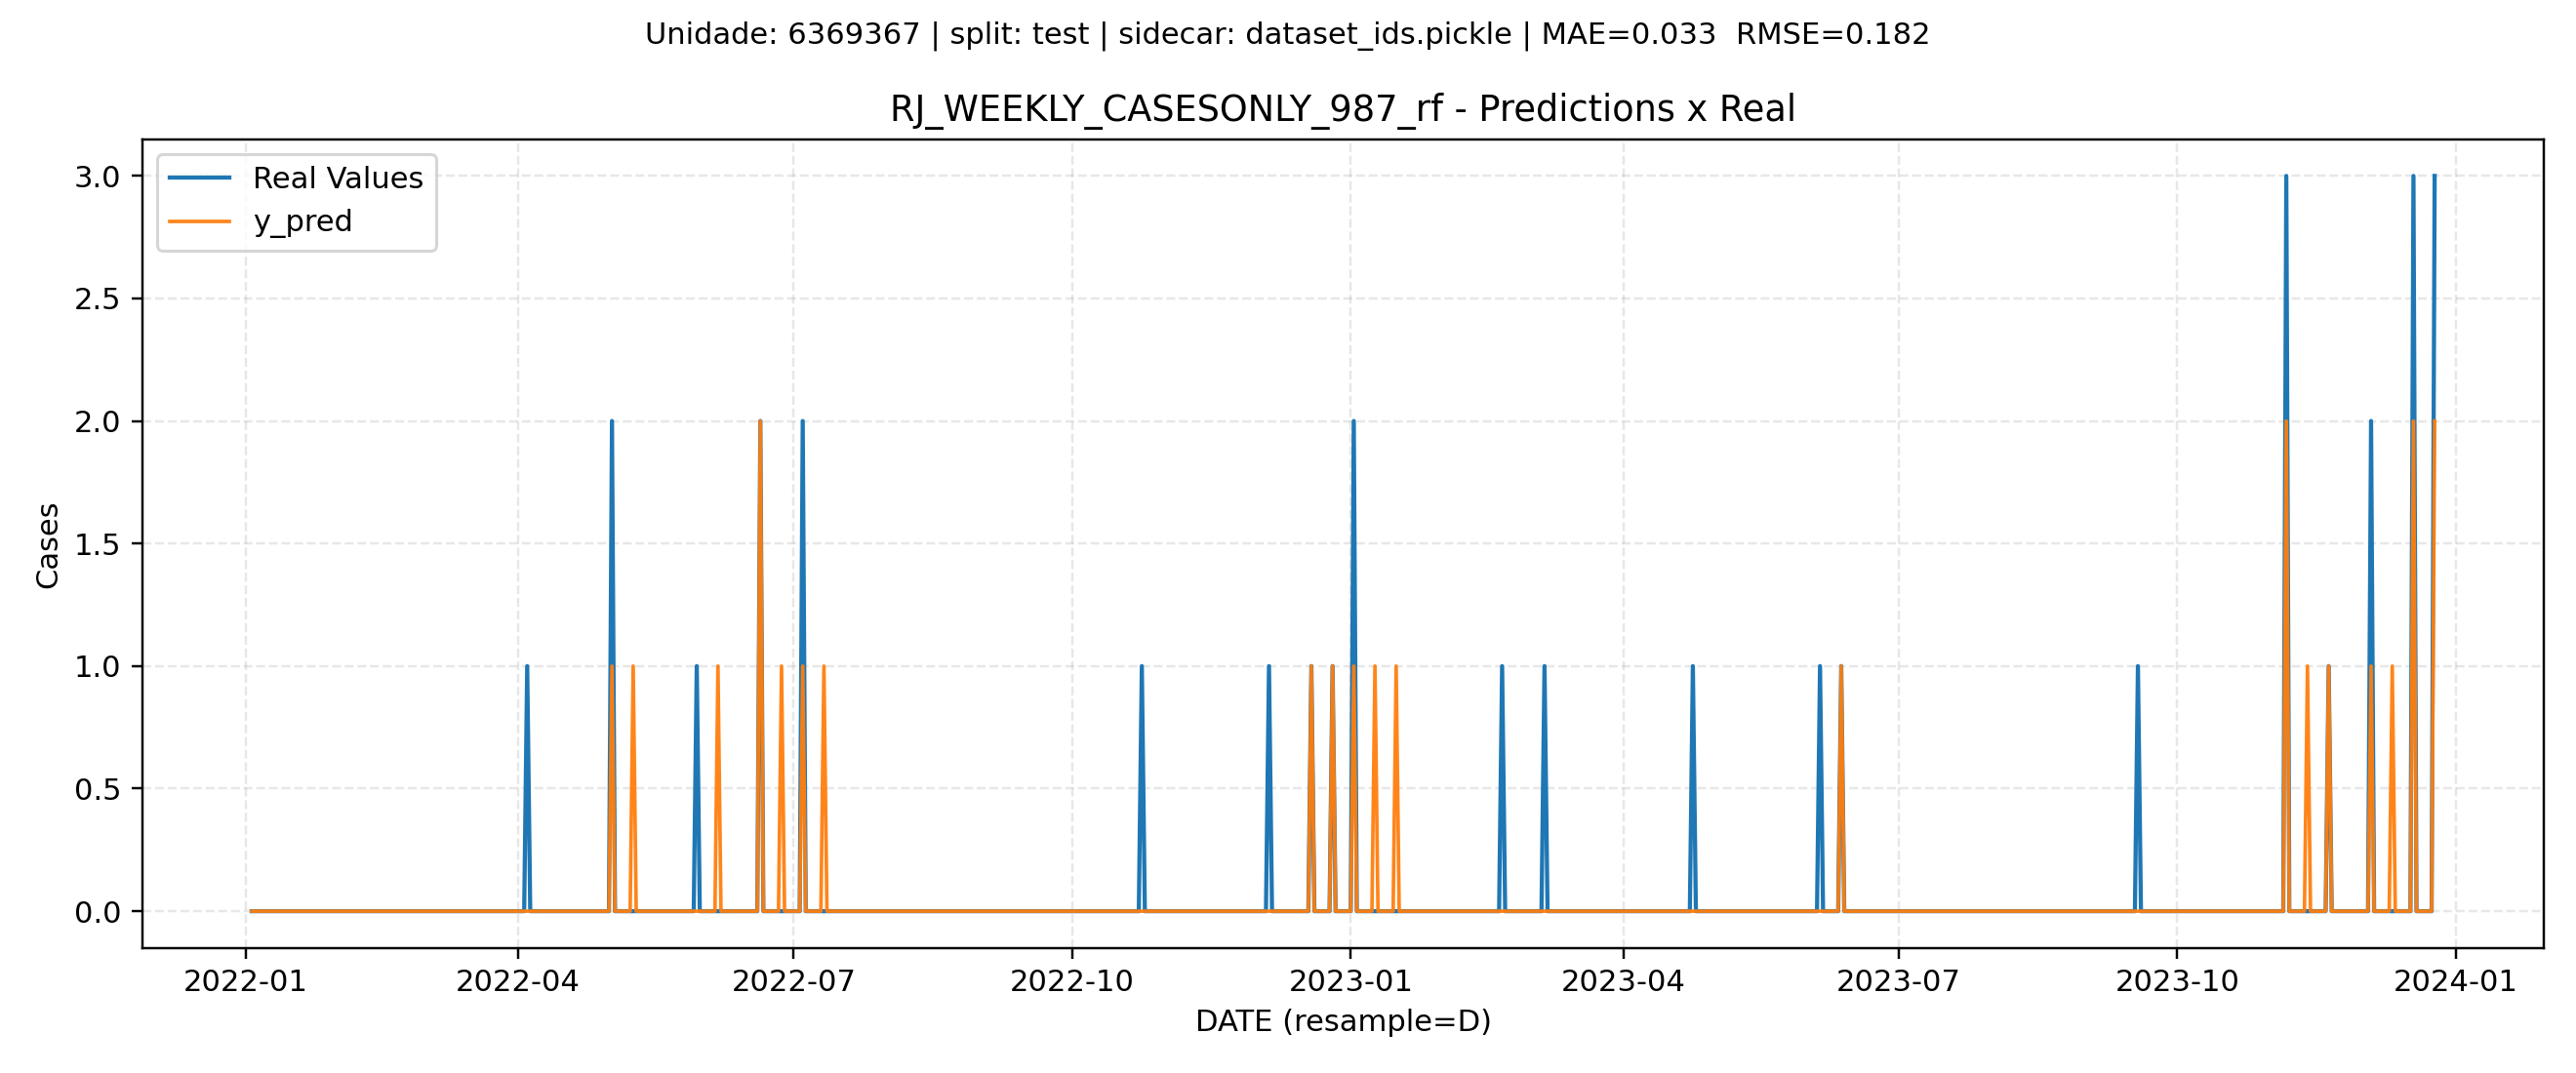 Unidade: 6369367 | split: test | sidecar: dataset_ids.pickle | MAE=0.033  RMSE=0.182
RJ_WEEKLY_CASESONLY_987_rf - Predictions x Real
Real Values
y_pred
3.0
2.5
2.0
1.5
1.0
0.5
0.0
Cases
2022-01 2022-04 2022-07 2022-10 2023-01 2023-04 2023-07 2023-10 2024-01
DATE (resample=D)